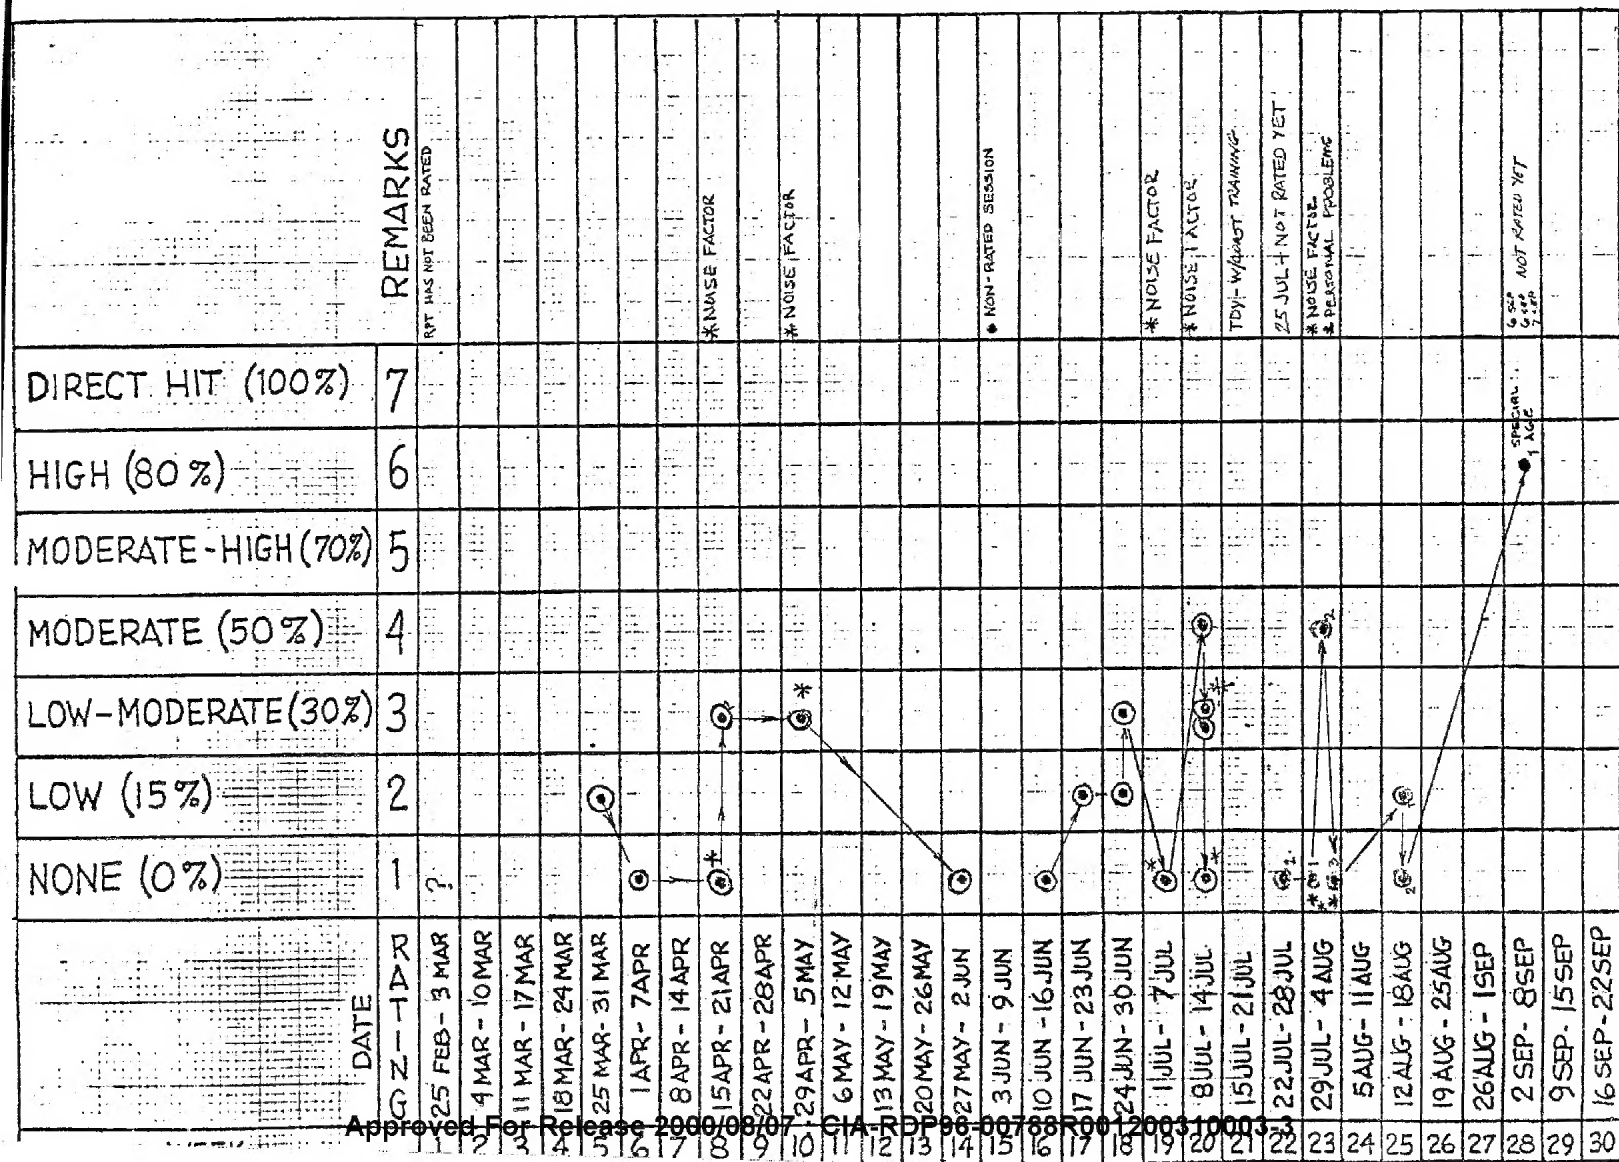 REMARKS
RPT HAS NOT BEEN RATED
* NOISE FACTOR
* NOISE FACTOR
• NON-RATED SESSION
* NOISE FACTOR
* NOISE FACTOR
25 JUL + NOT RATED YET
* NOISE FACTOR
* PERSONAL PROBLEMS
6 SEP
NOT RATED YET
DIRECT HIT (100%) 7
SPECIAL
HIGH (80%) 6
MODERATE-HIGH (70%) 5
MODERATE (50%) 4
2
LOW-MODERATE (30%) 3
* *
LOW (15%) 2
NONE (0%) 1 ?
DATE
RATING
25 FEB - 3 MAR
4 MAR - 10 MAR
11 MAR - 17 MAR
18 MAR - 24 MAR
25 MAR - 31 MAR
1 APR - 7 APR
8 APR - 14 APR
15 APR - 21 APR
22 APR - 28 APR
29 APR - 5 MAY
6 MAY - 12 MAY
13 MAY - 19 MAY
20 MAY - 26 MAY
27 MAY - 2 JUN
3 JUN - 9 JUN
10 JUN - 16 JUN
17 JUN - 23 JUN
24 JUN - 30 JUN
1 JUL - 7 JUL
8 JUL - 14 JUL
15 JUL - 21 JUL
22 JUL - 28 JUL
29 JUL - 4 AUG
5 AUG - 11 AUG
12 AUG - 18 AUG
19 AUG - 25 AUG
26 AUG - 1 SEP
2 SEP - 8 SEP
9 SEP - 15 SEP
16 SEP - 22 SEP
Approved For Release 2000/08/07 : CIA-RDP96-00788R001200310003-3
1 2 3 4 5 6 7 8 9 10 11 12 13 14 15 16 17 18 19 20 21 22 23 24 25 26 27 28 29 30